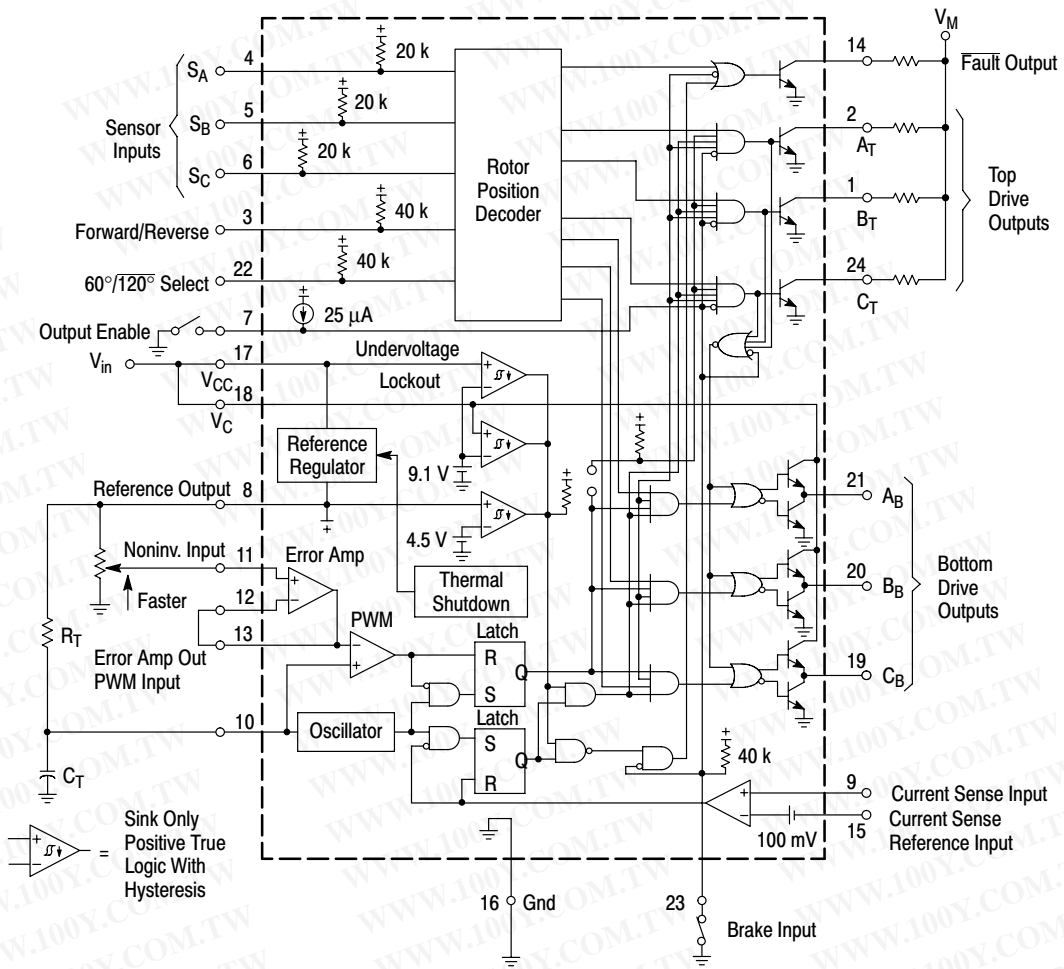 V_M
4
20 k
14
Fault Output
S_A
S_B
5
20 k
Sensor Inputs
S_C
6
20 k
Rotor
Position
Decoder
2
A_T
Top
Drive
Outputs
3
Forward/Reverse
40 k
1
B_T
22
60°/120° Select
40 k
24
C_T
Output Enable
7
25 μA
V_in
17
V_CC
Undervoltage
Lockout
18
V_C
Reference
Regulator
9.1 V
Reference Output
8
4.5 V
21
A_B
Noninv. Input
11
Error Amp
Faster
12
Thermal
Shutdown
20
B_B
Bottom
Drive
Outputs
R_T
13
PWM
Error Amp Out
PWM Input
Latch
R
Q
S
19
C_B
10
Oscillator
Latch
S
Q
R
40 k
C_T
9
Current Sense Input
100 mV
15
Current Sense
Reference Input
=
Sink Only
Positive True
Logic With
Hysteresis
16
Gnd
23
Brake Input
WWW.100Y.COM.TW